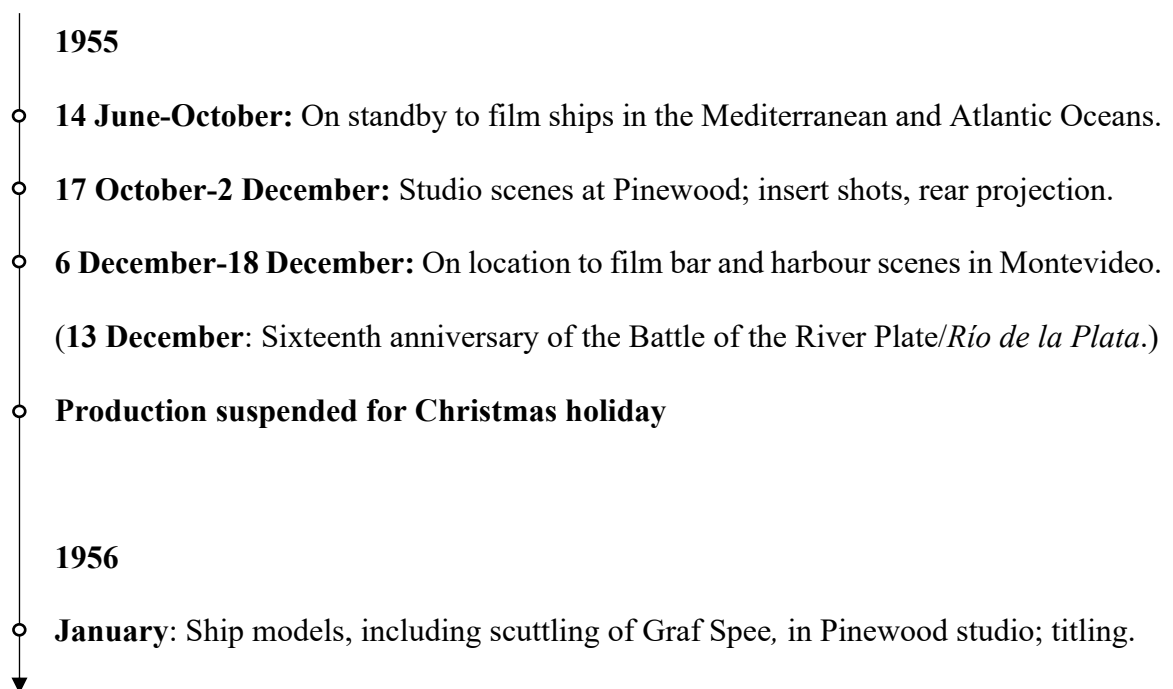 1955
14 June-October: On standby to film ships in the Mediterranean and Atlantic Oceans.
17 October-2 December: Studio scenes at Pinewood; insert shots, rear projection.
6 December-18 December: On location to film bar and harbour scenes in Montevideo.
(13 December: Sixteenth anniversary of the Battle of the River Plate/Río de la Plata.)
Production suspended for Christmas holiday
1956
January: Ship models, including scuttling of Graf Spee, in Pinewood studio; titling.